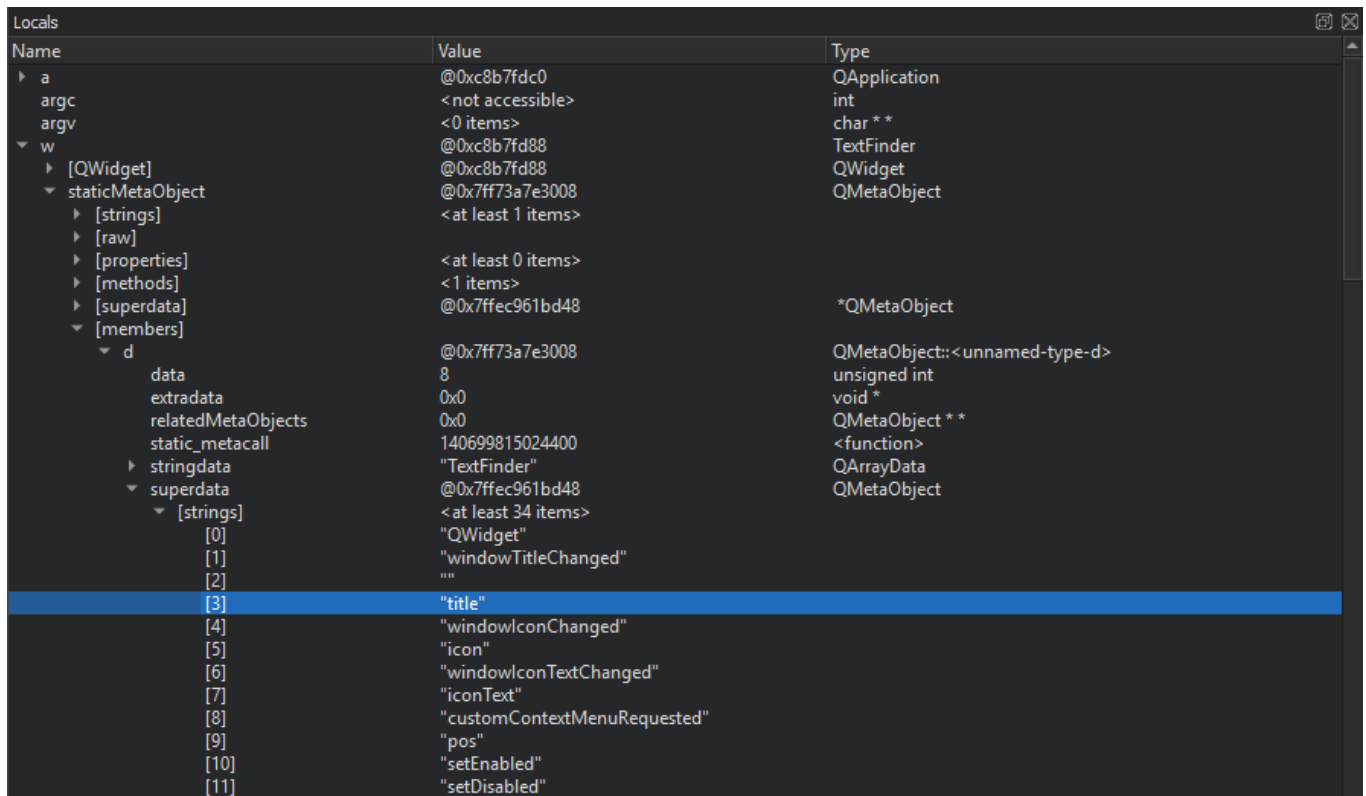 Locals
Name Value Type
a @0xc8b7fdc0 QApplication
argc <not accessible> int
argv <0 items> char * *
w @0xc8b7fd88 TextFinder
[QWidget] @0xc8b7fd88 QWidget
staticMetaObject @0x7ff73a7e3008 QMetaObject
[strings] <at least 1 items>
[raw]
[properties] <at least 0 items>
[methods] <1 items>
[superdata] @0x7ffec961bd48 *QMetaObject
[members]
d @0x7ff73a7e3008 QMetaObject::<unnamed-type-d>
data 8 unsigned int
extradata 0x0 void *
relatedMetaObjects 0x0 QMetaObject * *
static_metacall 140699815024400 <function>
stringdata "TextFinder" QArrayData
superdata @0x7ffec961bd48 QMetaObject
[strings] <at least 34 items>
[0] "QWidget"
[1] "windowTitleChanged"
[2] ""
[3] "title"
[4] "windowIconChanged"
[5] "icon"
[6] "windowIconTextChanged"
[7] "iconText"
[8] "customContextMenuRequested"
[9] "pos"
[10] "setEnabled"
[11] "setDisabled"